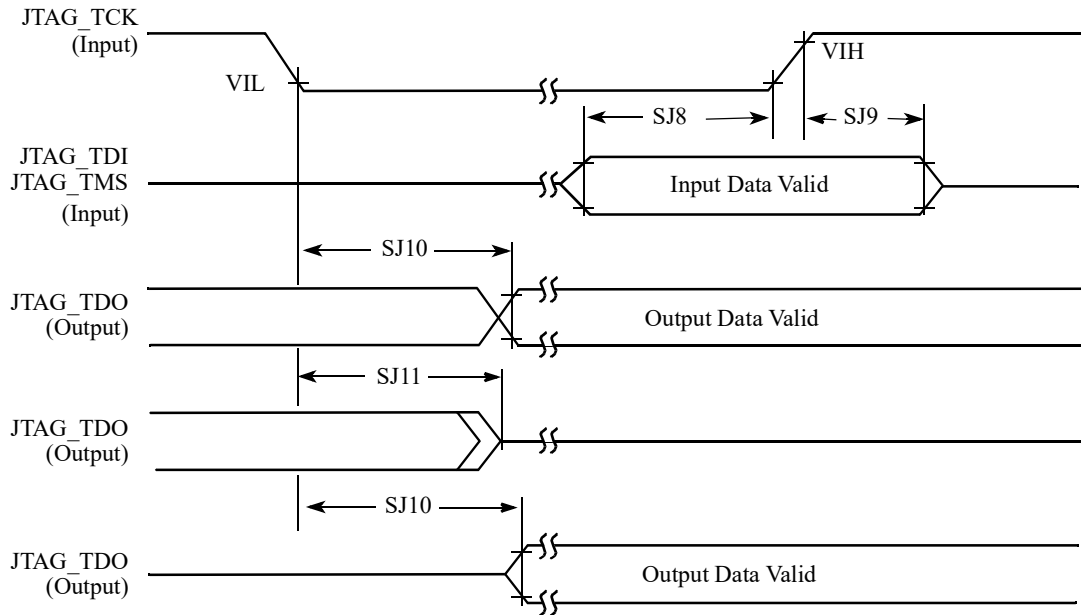 JTAG_TCK
(Input)
VIL
VIH
SJ8
SJ9
JTAG_TDI
JTAG_TMS
(Input)
Input Data Valid
SJ10
JTAG_TDO
(Output)
Output Data Valid
SJ11
JTAG_TDO
(Output)
SJ10
JTAG_TDO
(Output)
Output Data Valid